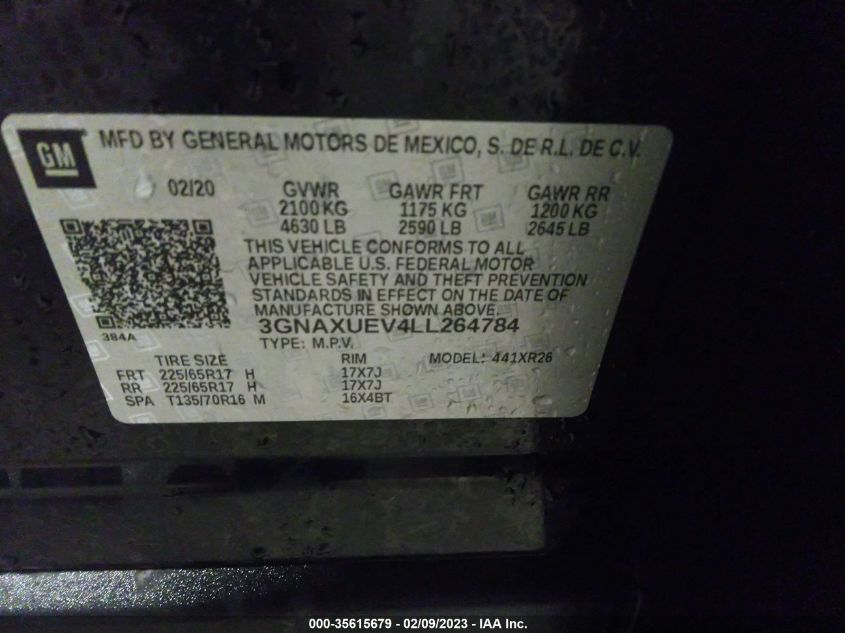 GM
MFD BY GENERAL MOTORS DE MEXICO, S. DE R.L. DE C.V.
02/20 GVWR GAWR FRT GAWR RR
2100 KG 1175 KG 1200 KG
4630 LB 2590 LB 2645 LB
THIS VEHICLE CONFORMS TO ALL
APPLICABLE U.S. FEDERAL MOTOR
VEHICLE SAFETY AND THEFT PREVENTION
STANDARDS IN EFFECT ON THE DATE OF
MANUFACTURE SHOWN ABOVE.
384A 3GNAXUEV4LL264784
TYPE: M.P.V.
TIRE SIZE RIM MODEL: 441XR26
FRT 225/65R17 H 17X7J
RR 225/65R17 H 17X7J
SPA T135/70R16 M 16X4BT
000-35615679 - 02/09/2023 - IAA Inc.